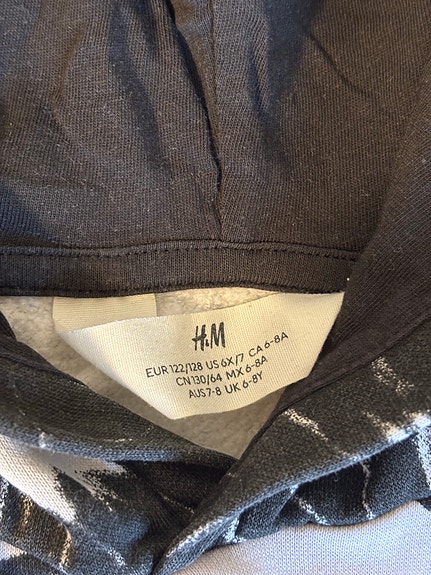 H&M
EUR 122/128 US 6X/7 CA 6-8A
CN 130/64 MX 6-8A
AUS 7-8 UK 6-8Y